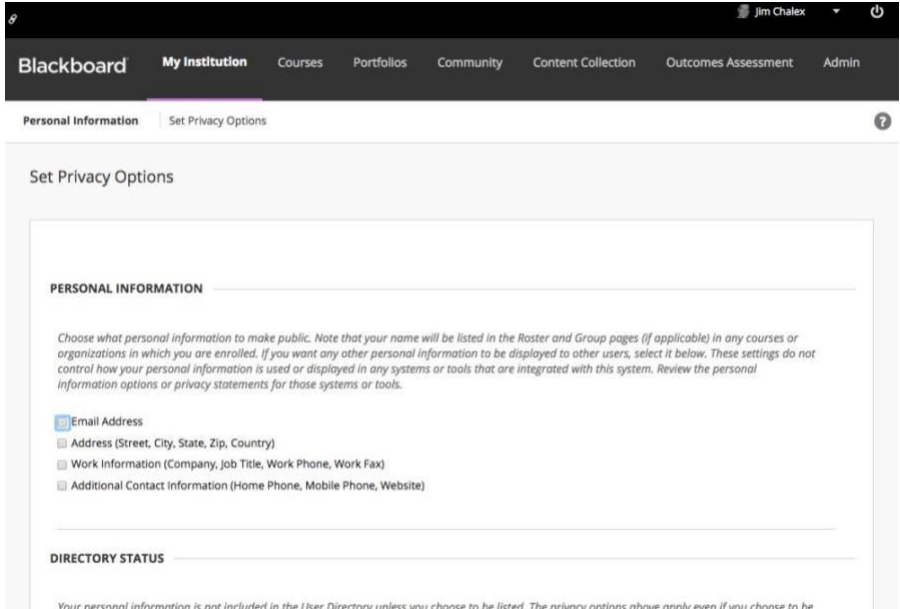 Jim Chalex
Blackboard My Institution Courses Portfolios Community Content Collection Outcomes Assessment Admin
Personal Information Set Privacy Options ?
Set Privacy Options
PERSONAL INFORMATION
Choose what personal information to make public. Note that your name will be listed in the Roster and Group pages (if applicable) in any courses or
organizations in which you are enrolled. If you want any other personal information to be displayed to other users, select it below. These settings do not
control how your personal information is used or displayed in any systems or tools that are integrated with this system. Review the personal
information options or privacy statements for those systems or tools.
Email Address
Address (Street, City, State, Zip, Country)
Work Information (Company, Job Title, Work Phone, Work Fax)
Additional Contact Information (Home Phone, Mobile Phone, Website)
DIRECTORY STATUS
Your personal information is not included in the User Directory unless you choose to be listed. The privacy options above apply even if you choose to be